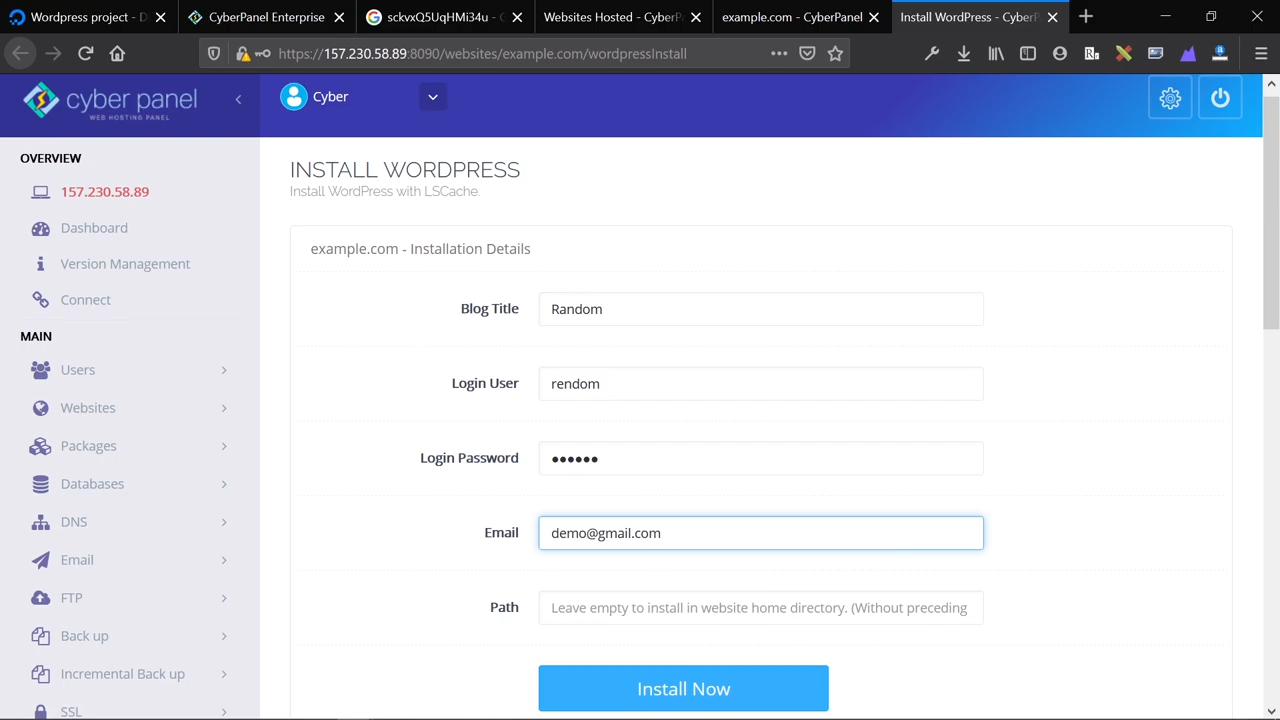 Wordpress project - D
CyberPanel Enterprise
sckvxQ5UqfMi34u - G
Websites Hosted - CyberP
example.com - CyberPanel
Install WordPress - CyberP
https://157.230.58.89:8090/websites/example.com/wordpressInstall
cyber panel
WEB HOSTING PANEL
Cyber
OVERVIEW
157.230.58.89
Dashboard
Version Management
Connect
MAIN
Users
Websites
Packages
Databases
DNS
Email
FTP
Back up
Incremental Back up
SSL
INSTALL WORDPRESS
Install WordPress with LSCache.
example.com - Installation Details
Blog Title
Random
Login User
rendom
Login Password
••••••
Email
demo@gmail.com
Path
Leave empty to install in website home directory. (Without preceding
Install Now